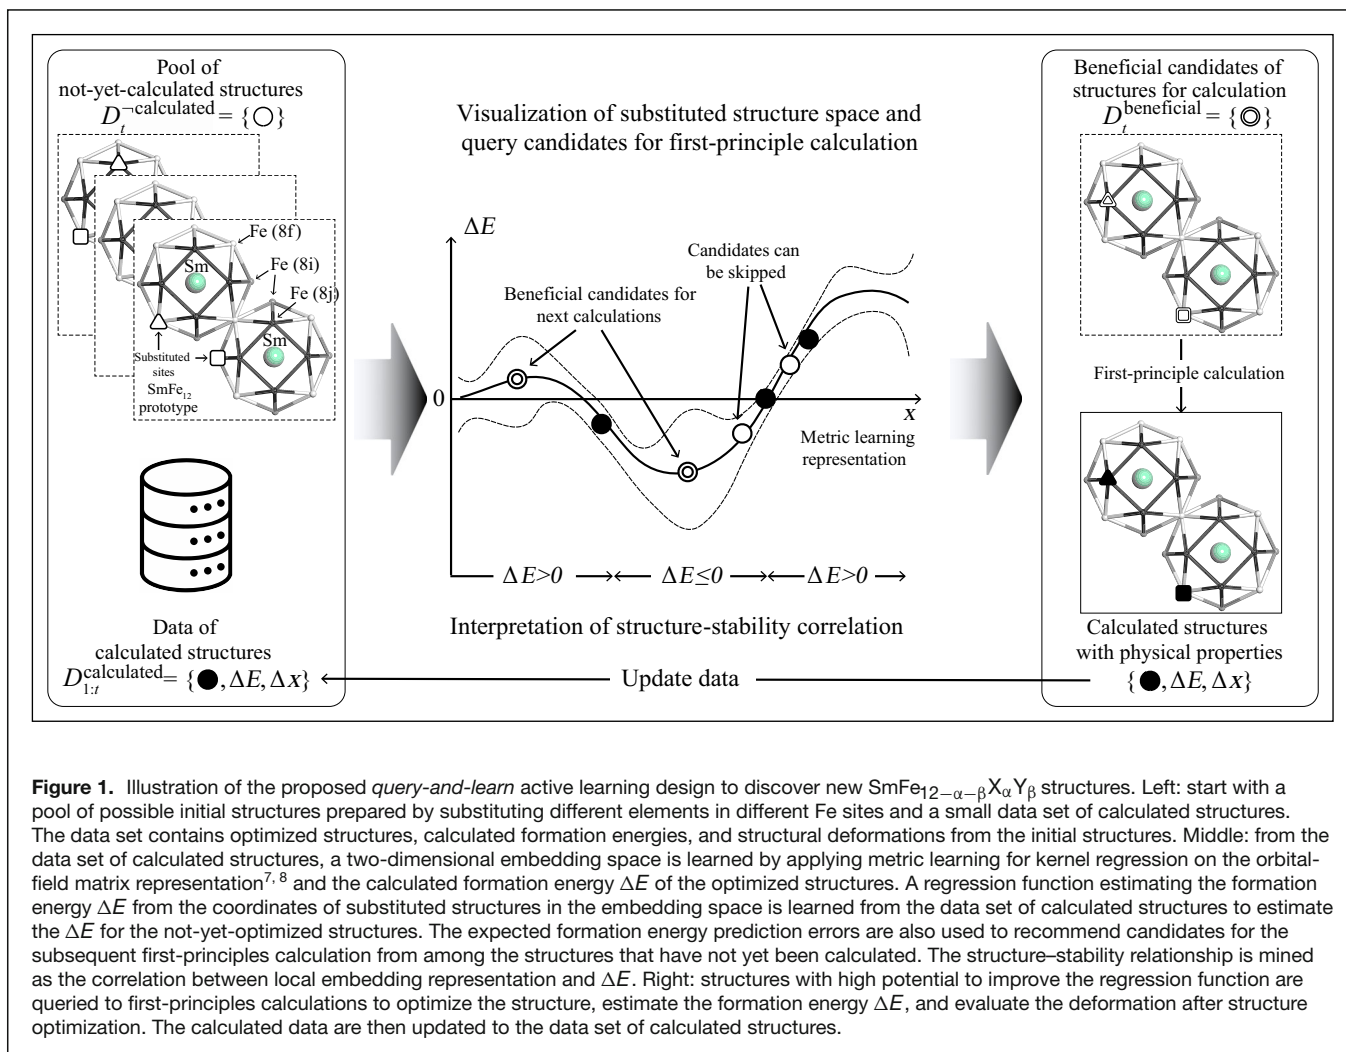 Pool of
not-yet-calculated structures
D_t^{¬calculated} = {○}
Fe (8f)
Sm
Fe (8i)
Fe (8j)
Sm
Substituted
sites
SmFe₁₂
prototype
Data of
calculated structures
D_{1:t}^{calculated} = {●, ΔE, Δx}
Visualization of substituted structure space and
query candidates for first-principle calculation
ΔE
Candidates can
be skipped
Beneficial candidates for
next calculations
0
x
Metric learning
representation
ΔE>0
ΔE≤0
ΔE>0
Interpretation of structure-stability correlation
Update data
Beneficial candidates of
structures for calculation
D_t^{beneficial} = {◎}
First-principle calculation
Calculated structures
with physical properties
{●, ΔE, Δx}
Figure 1. Illustration of the proposed query-and-learn active learning design to discover new SmFe₁₂₋α₋βXαYβ structures. Left: start with a
pool of possible initial structures prepared by substituting different elements in different Fe sites and a small data set of calculated structures.
The data set contains optimized structures, calculated formation energies, and structural deformations from the initial structures. Middle: from the
data set of calculated structures, a two-dimensional embedding space is learned by applying metric learning for kernel regression on the orbital-
field matrix representation⁷,⁸ and the calculated formation energy ΔE of the optimized structures. A regression function estimating the formation
energy ΔE from the coordinates of substituted structures in the embedding space is learned from the data set of calculated structures to estimate
the ΔE for the not-yet-optimized structures. The expected formation energy prediction errors are also used to recommend candidates for the
subsequent first-principles calculation from among the structures that have not yet been calculated. The structure–stability relationship is mined
as the correlation between local embedding representation and ΔE. Right: structures with high potential to improve the regression function are
queried to first-principles calculations to optimize the structure, estimate the formation energy ΔE, and evaluate the deformation after structure
optimization. The calculated data are then updated to the data set of calculated structures.